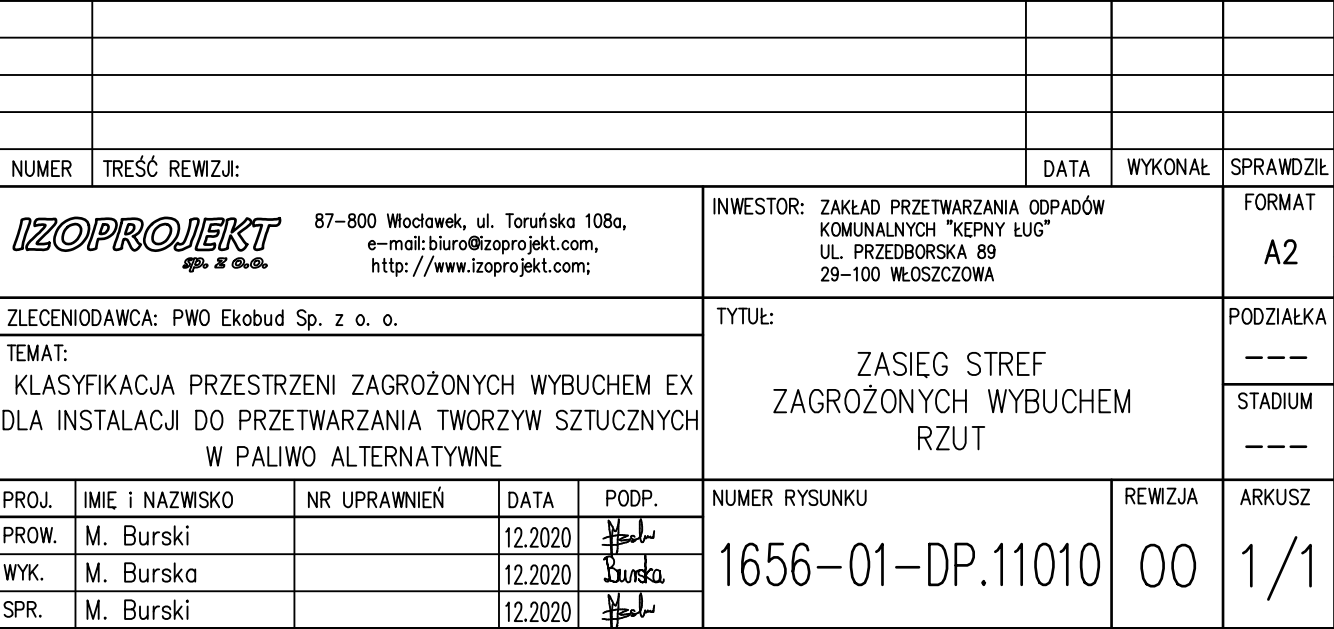 NUMER TREŚĆ REWIZJI: DATA WYKONAŁ SPRAWDZIŁ
IZOPROJEKT
sp. z o.o.
87-800 Włocławek, ul. Toruńska 108a,
e-mail:biuro@izoprojekt.com,
http://www.izoprojekt.com;
INWESTOR: ZAKŁAD PRZETWARZANIA ODPADÓW
KOMUNALNYCH "KEPNY ŁUG"
UL. PRZEDBORSKA 89
29-100 WŁOSZCZOWA
FORMAT
A2
ZLECENIODAWCA: PWO Ekobud Sp. z o. o.
TEMAT:
KLASYFIKACJA PRZESTRZENI ZAGROŻONYCH WYBUCHEM EX
DLA INSTALACJI DO PRZETWARZANIA TWORZYW SZTUCZNYCH
W PALIWO ALTERNATYWNE
TYTUŁ:
ZASIĘG STREF
ZAGROŻONYCH WYBUCHEM
RZUT
PODZIAŁKA
---
STADIUM
---
PROJ. IMIĘ i NAZWISKO NR UPRAWNIEŃ DATA PODP.
PROW. M. Burski 12.2020
WYK. M. Burska 12.2020 Burska
SPR. M. Burski 12.2020
NUMER RYSUNKU
1656-01-DP.11010
REWIZJA
00
ARKUSZ
1/1